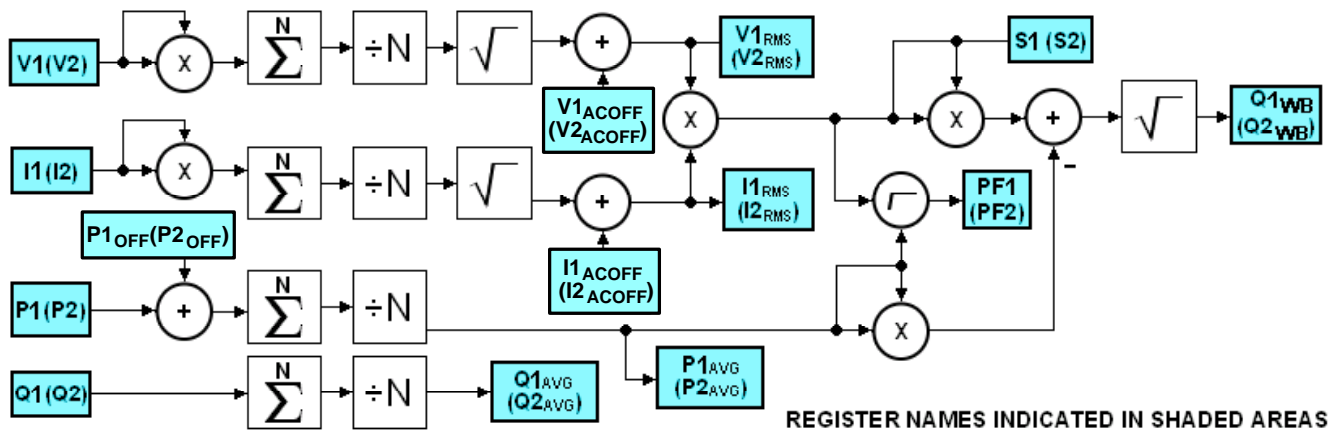 V1(V2)
X
N
∑
÷N
√
+
V1RMS
(V2RMS)
S1 (S2)
V1ACOFF
(V2ACOFF)
X
X
+
√
Q1WB
(Q2WB)
-
I1(I2)
X
N
∑
÷N
√
+
I1RMS
(I2RMS)
PF1
(PF2)
P1OFF(P2OFF)
I1ACOFF
(I2ACOFF)
P1(P2)
+
N
∑
÷N
X
P1AVG
(P2AVG)
Q1(Q2)
N
∑
÷N
Q1AVG
(Q2AVG)
REGISTER NAMES INDICATED IN SHADED AREAS